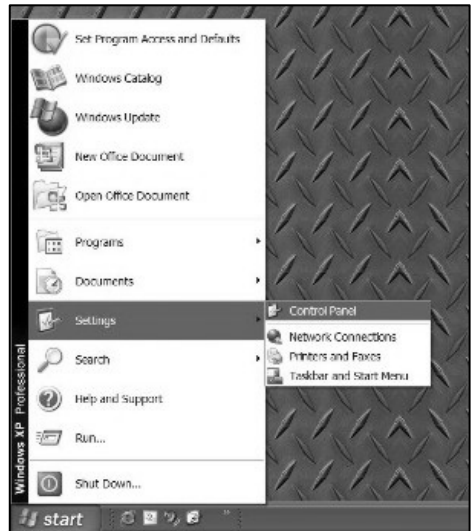 Set Program Access and Defaults
Windows Catalog
Windows Update
New Office Document
Open Office Document
Programs
Documents
Settings
Control Panel
Network Connections
Printers and Faxes
Taskbar and Start Menu
Search
Help and Support
Run...
Shut Down...
Windows XP Professional
start